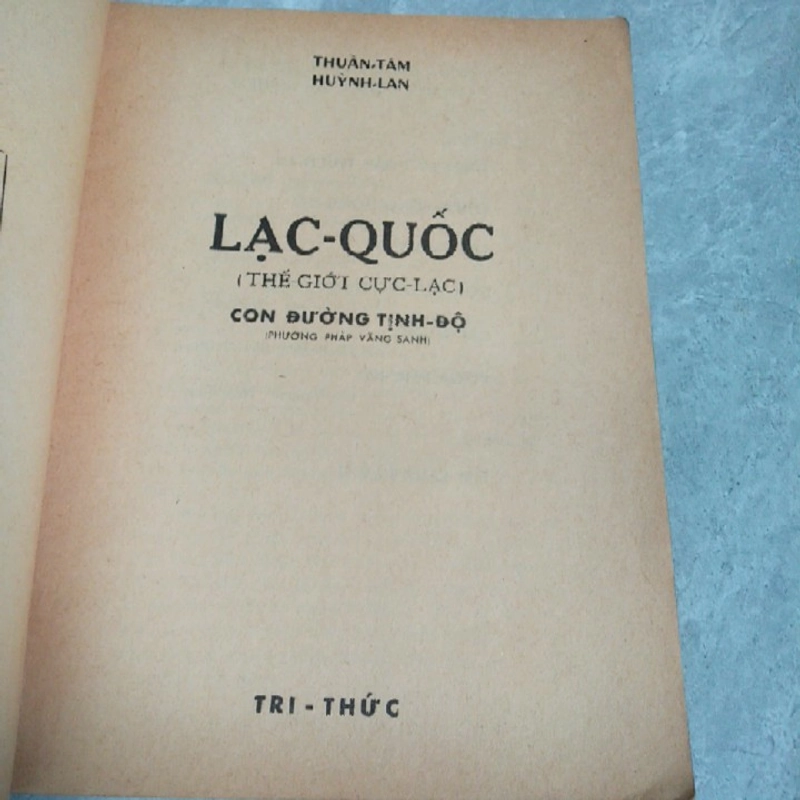 THUẦN-TÂM
HUỲNH-LAN
LẠC-QUỐC
(THẾ-GIỚI CỰC-LẠC)
CON ĐƯỜNG TỊNH-ĐỘ
(PHƯƠNG PHÁP VÃNG SANH)
TRI - THỨC